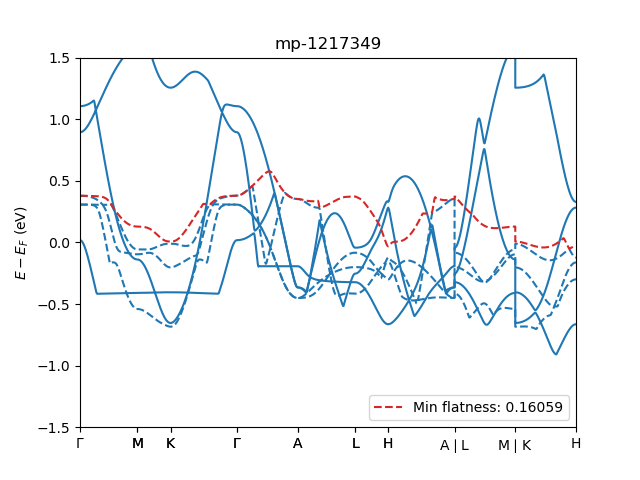 mp-1217349
E − E_F (eV)
1.5
1.0
0.5
0.0
−0.5
−1.0
−1.5
Min flatness: 0.16059
Γ M K Γ A L H A | L M | K H